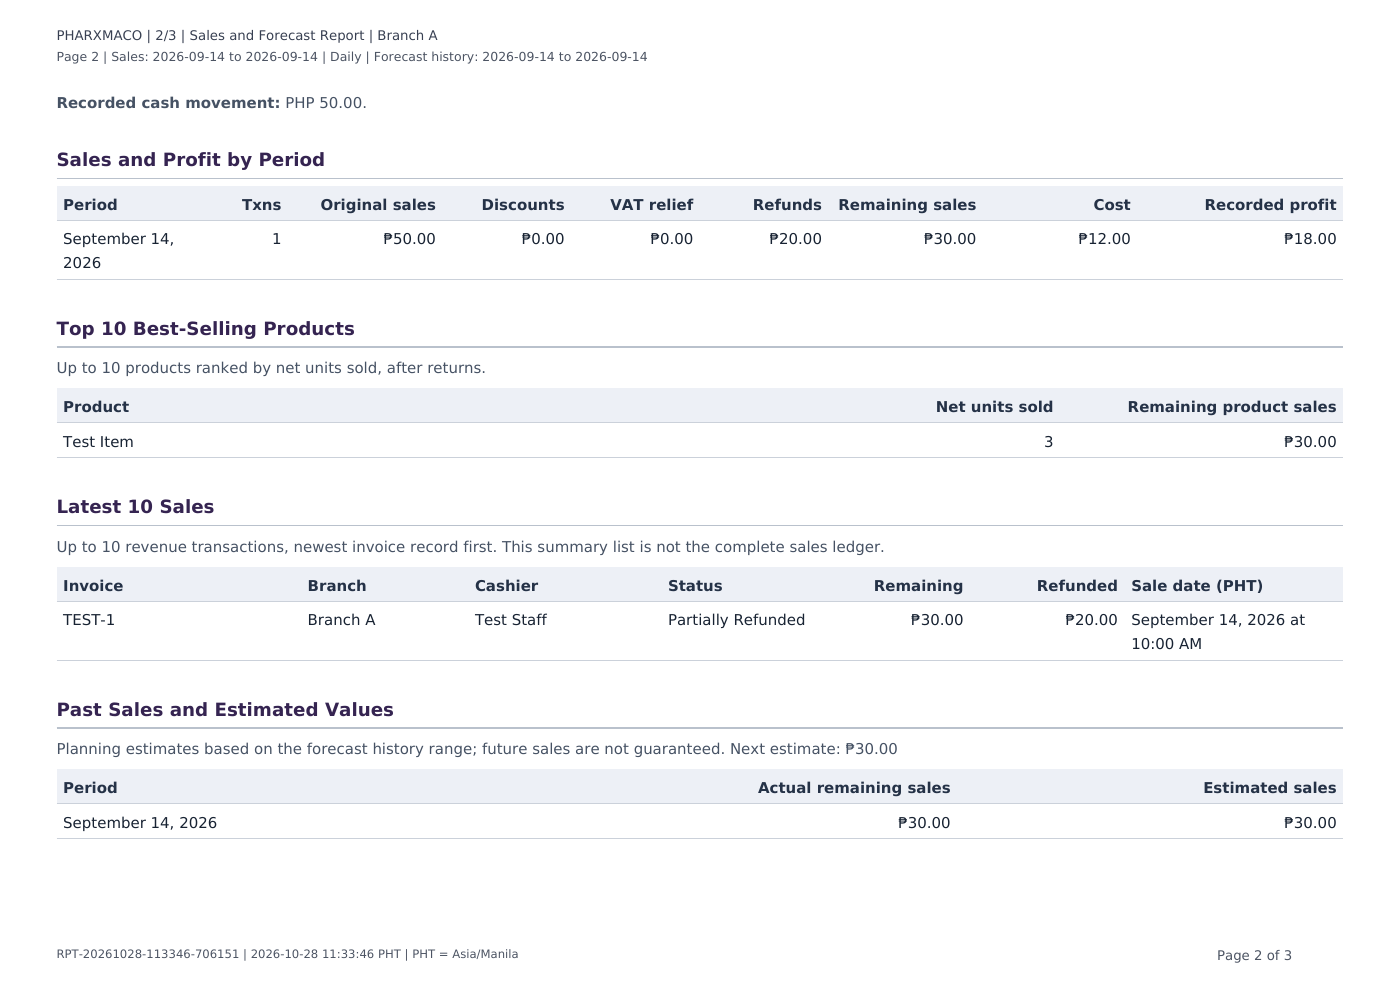 PHARXMACO | 2/3 | Sales and Forecast Report | Branch A
Page 2 | Sales: 2026-09-14 to 2026-09-14 | Daily | Forecast history: 2026-09-14 to 2026-09-14
Recorded cash movement: PHP 50.00.
Sales and Profit by Period
Period Txns Original sales Discounts VAT relief Refunds Remaining sales Cost Recorded profit
September 14, 1 ₱50.00 ₱0.00 ₱0.00 ₱20.00 ₱30.00 ₱12.00 ₱18.00
2026
Top 10 Best-Selling Products
Up to 10 products ranked by net units sold, after returns.
Product Net units sold Remaining product sales
Test Item 3 ₱30.00
Latest 10 Sales
Up to 10 revenue transactions, newest invoice record first. This summary list is not the complete sales ledger.
Invoice Branch Cashier Status Remaining Refunded Sale date (PHT)
TEST-1 Branch A Test Staff Partially Refunded ₱30.00 ₱20.00 September 14, 2026 at
10:00 AM
Past Sales and Estimated Values
Planning estimates based on the forecast history range; future sales are not guaranteed. Next estimate: ₱30.00
Period Actual remaining sales Estimated sales
September 14, 2026 ₱30.00 ₱30.00
RPT-20261028-113346-706151 | 2026-10-28 11:33:46 PHT | PHT = Asia/Manila
Page 2 of 3